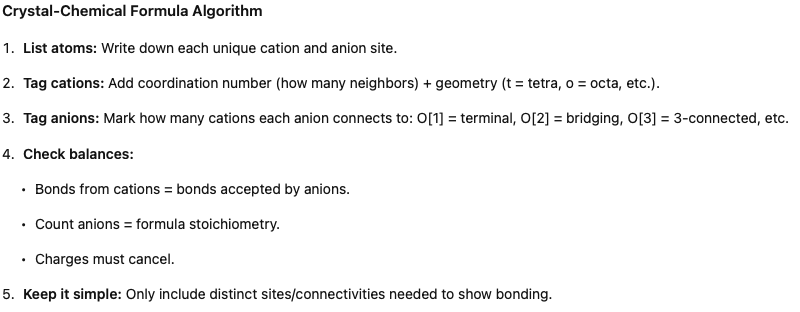 Crystal-Chemical Formula Algorithm
1. List atoms: Write down each unique cation and anion site.
2. Tag cations: Add coordination number (how many neighbors) + geometry (t = tetra, o = octa, etc.).
3. Tag anions: Mark how many cations each anion connects to: O[1] = terminal, O[2] = bridging, O[3] = 3-connected, etc.
4. Check balances:
• Bonds from cations = bonds accepted by anions.
• Count anions = formula stoichiometry.
• Charges must cancel.
5. Keep it simple: Only include distinct sites/connectivities needed to show bonding.